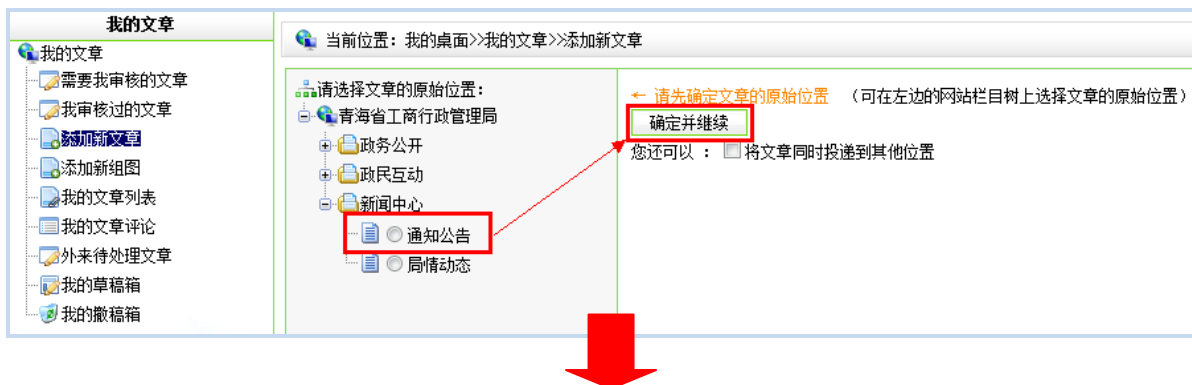 我的文章
我的文章
需要我审核的文章
我审核过的文章
添加新文章
添加新组图
我的文章列表
我的文章评论
外来待处理文章
我的草稿箱
我的撤稿箱
当前位置：我的桌面>>我的文章>>添加新文章
请选择文章的原始位置：
青海省工商行政管理局
政务公开
政民互动
新闻中心
通知公告
局情动态
← 请先确定文章的原始位置 （可在左边的网站栏目树上选择文章的原始位置）
确定并继续
您还可以 ： 将文章同时投递到其他位置